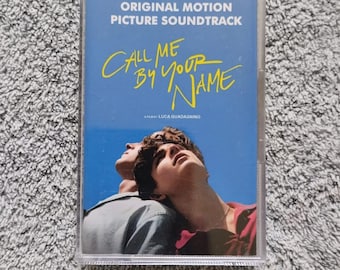 ORIGINAL MOTION
PICTURE SOUNDTRACK
CALL ME
BY YOUR
NAME
A FILM BY LUCA GUADAGNINO